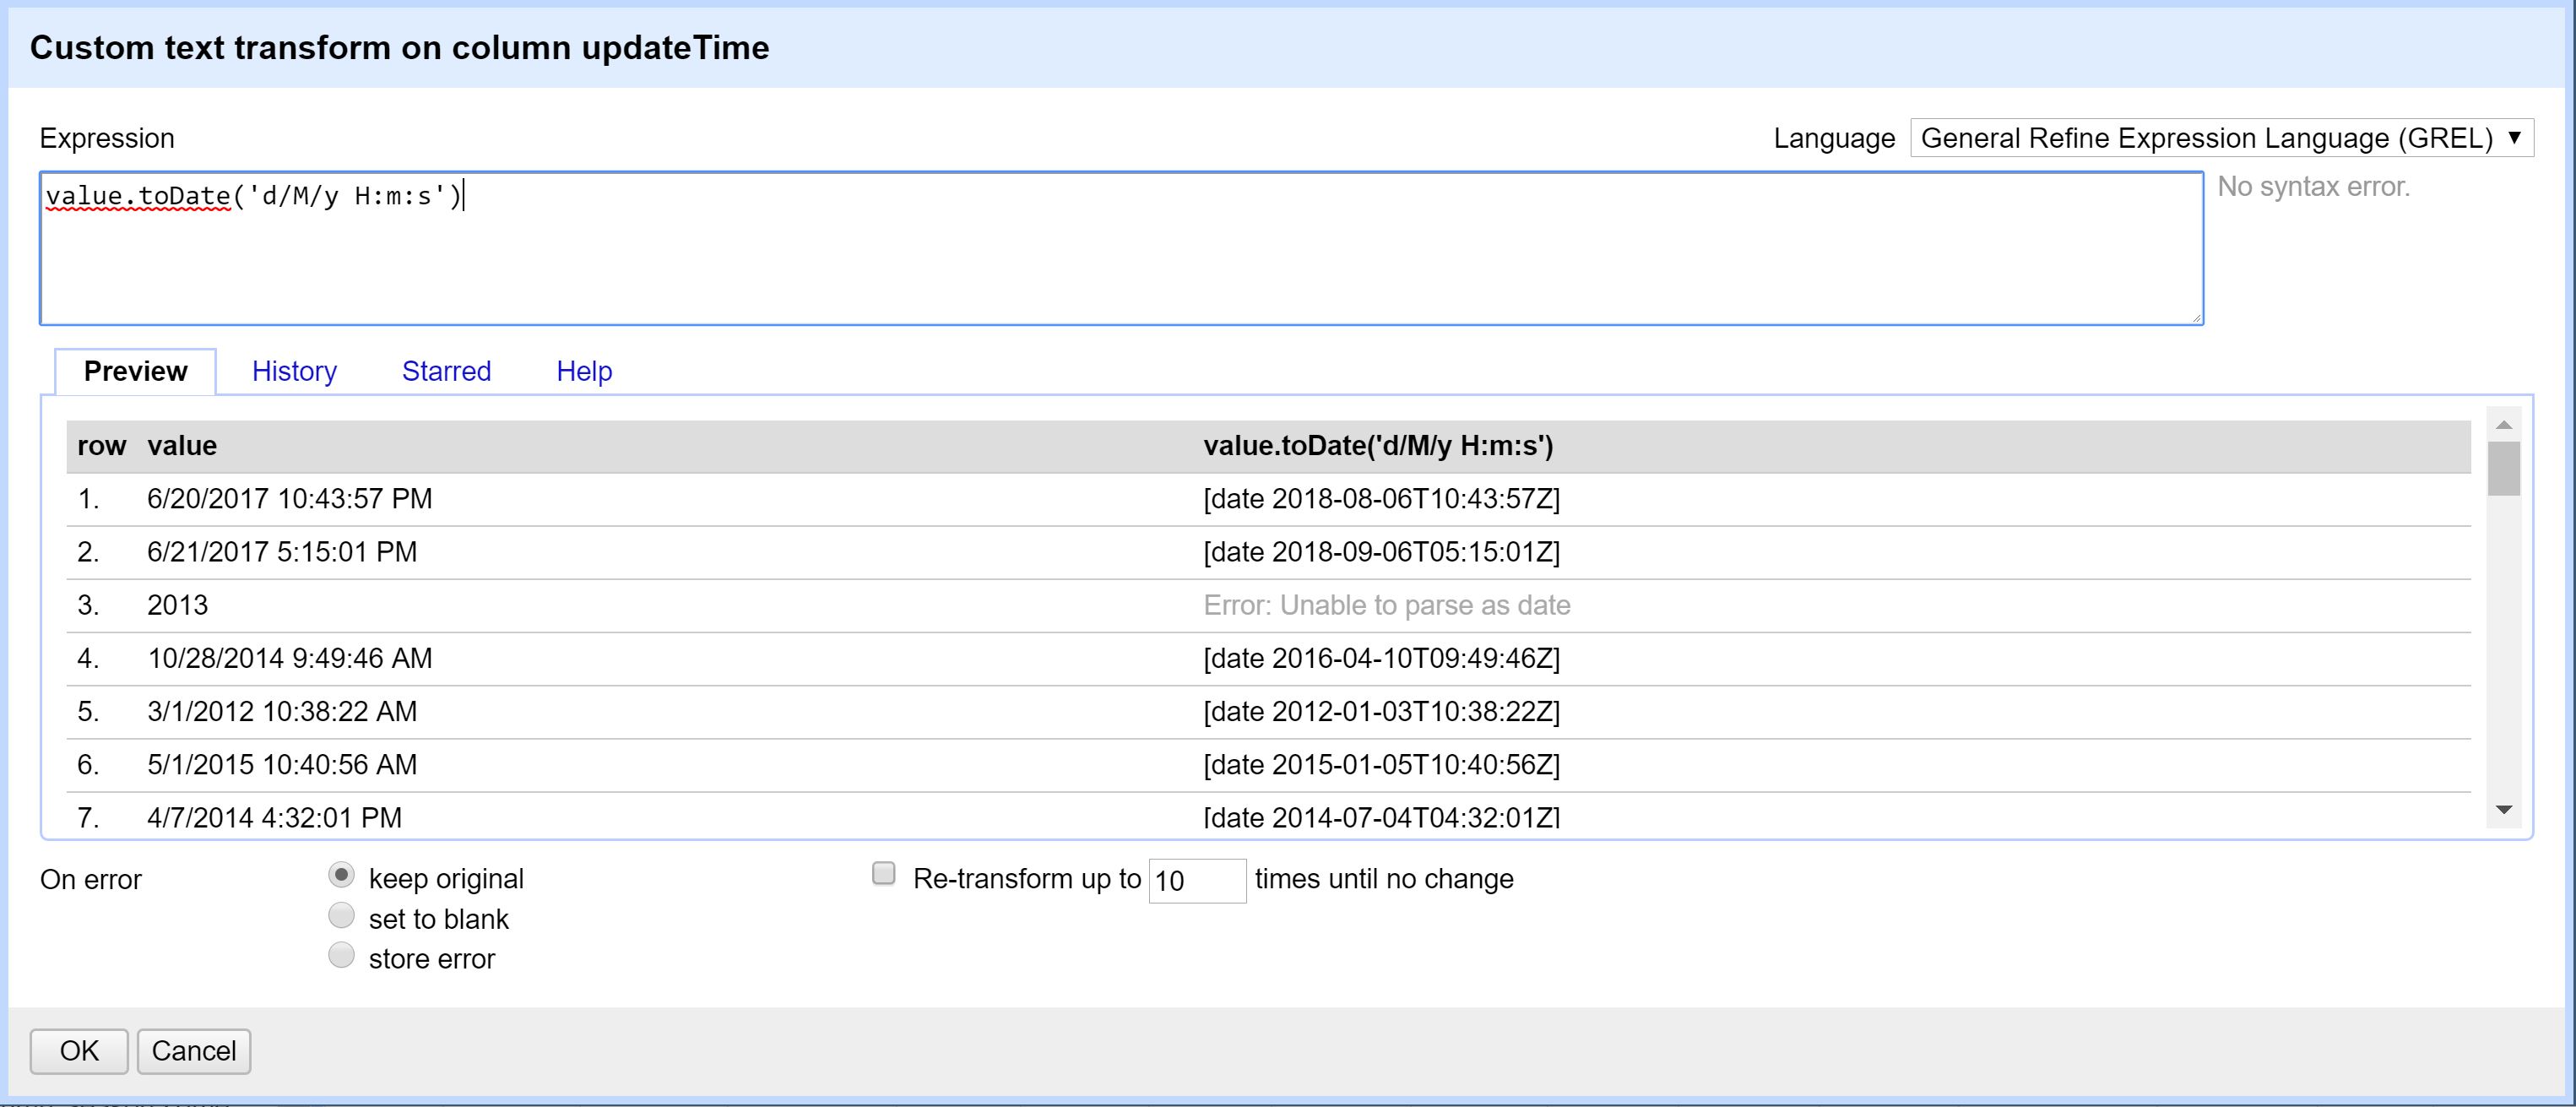 Custom text transform on column updateTime
Expression
Language General Refine Expression Language (GREL)
value.toDate('d/M/y H:m:s')
No syntax error.
Preview History Starred Help
row value value.toDate('d/M/y H:m:s')
1. 6/20/2017 10:43:57 PM [date 2018-08-06T10:43:57Z]
2. 6/21/2017 5:15:01 PM [date 2018-09-06T05:15:01Z]
3. 2013 Error: Unable to parse as date
4. 10/28/2014 9:49:46 AM [date 2016-04-10T09:49:46Z]
5. 3/1/2012 10:38:22 AM [date 2012-01-03T10:38:22Z]
6. 5/1/2015 10:40:56 AM [date 2015-01-05T10:40:56Z]
7. 4/7/2014 4:32:01 PM [date 2014-07-04T04:32:01Z]
On error keep original Re-transform up to 10 times until no change
set to blank
store error
OK Cancel